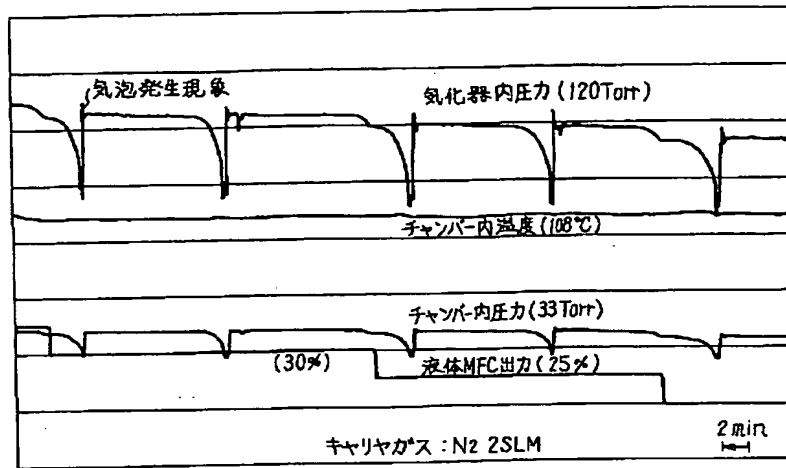 気泡発生現象
気化器内圧力(120Torr)
チャンバー内温度(108℃)
チャンバー内圧力(33Torr)
(30%)
液体MFC出力(25%)
2min
キャリヤガス:N2 2SLM